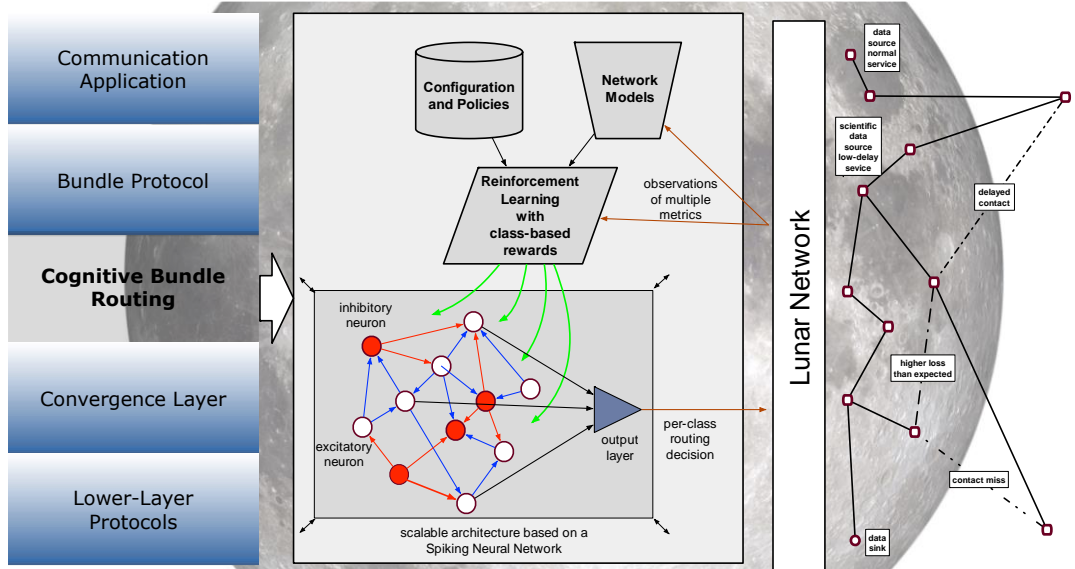 Communication
Application
Bundle Protocol
Cognitive Bundle
Routing
Convergence Layer
Lower-Layer
Protocols
Configuration
and Policies
Network
Models
Reinforcement
Learning
with
class-based
rewards
observations
of multiple
metrics
inhibitory
neuron
excitatory
neuron
output
layer
per-class
routing
decision
scalable architecture based on a
Spiking Neural Network
Lunar Network
data
source
normal
service
scientific
data
source
low-delay
sevice
delayed
contact
higher loss
than expected
contact miss
data
sink